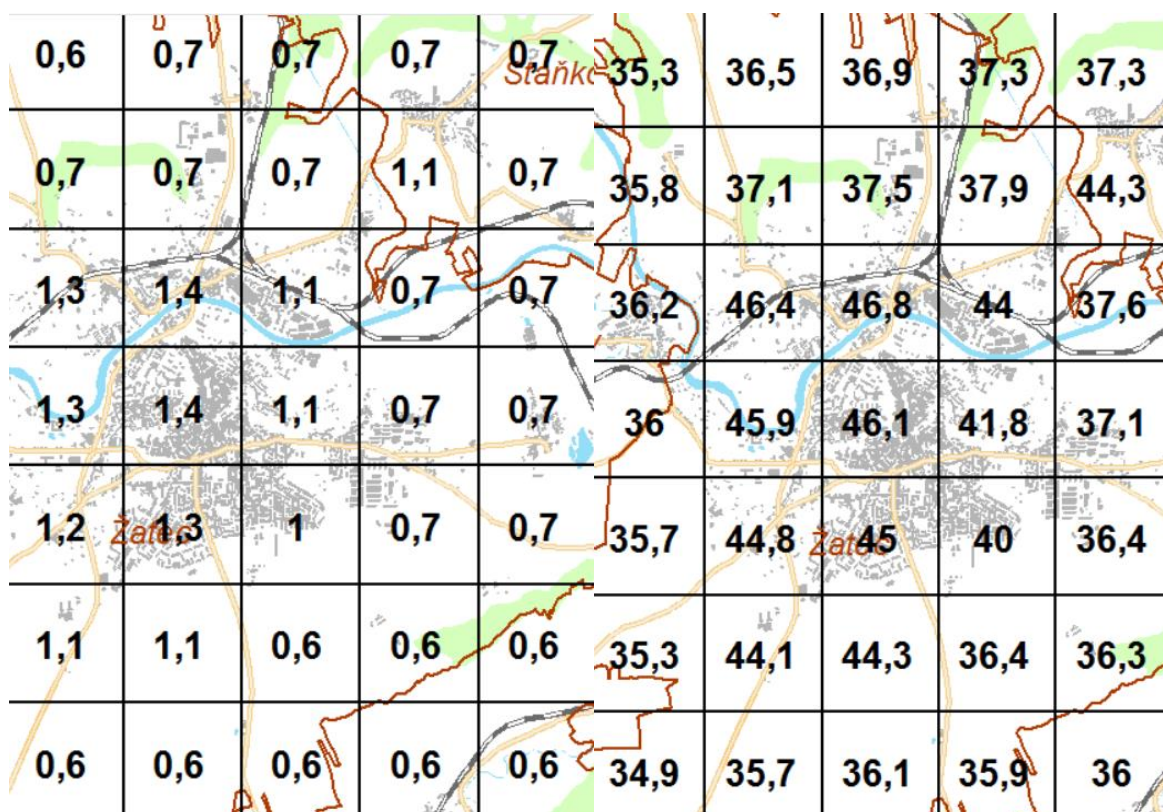 0,6 0,7 0,7 0,7 0,7
Staňko
0,7 0,7 0,7 1,1 0,7
1,3 1,4 1,1 0,7 0,7
1,3 1,4 1,1 0,7 0,7
1,2 1,3 1 0,7 0,7
Žatec
1,1 1,1 0,6 0,6 0,6
0,6 0,6 0,6 0,6 0,6
35,3 36,5 36,9 37,3 37,3
35,8 37,1 37,5 37,9 44,3
36,2 46,4 46,8 44 37,6
36 45,9 46,1 41,8 37,1
35,7 44,8 45 40 36,4
Žatec
35,3 44,1 44,3 36,4 36,3
34,9 35,7 36,1 35,9 36